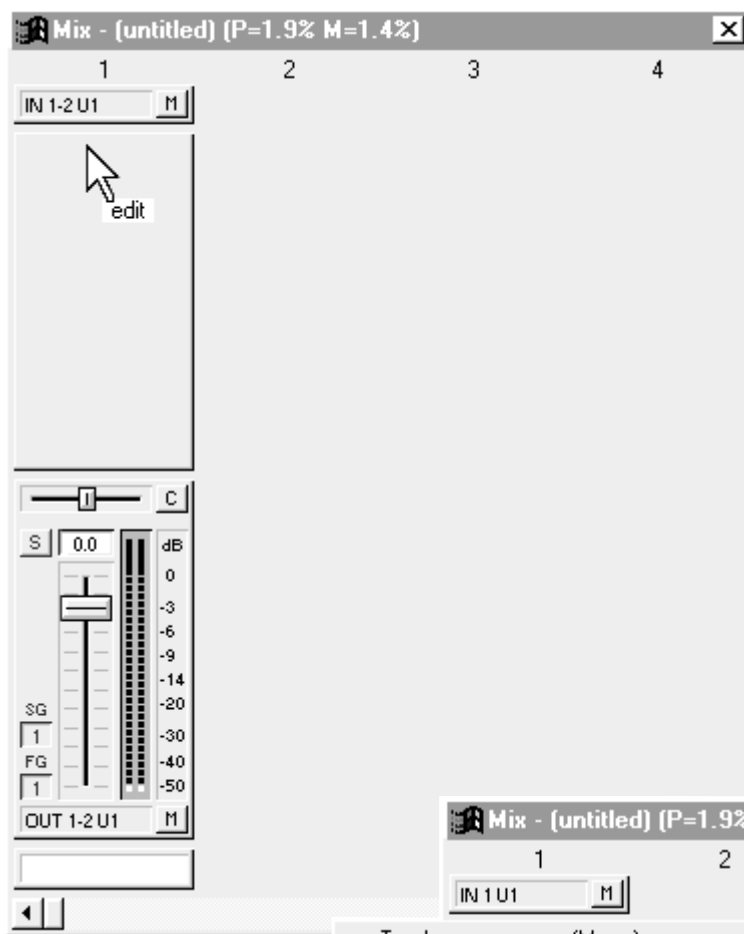 Mix - (untitled) (P=1.9% M=1.4%)
1 2 3 4
IN 1-2 U1 M
edit
C
S 0.0 dB
0
-3
-6
-9
-14
-20
SG
1 -30
FG -40
1 -50
OUT 1-2 U1 M
Mix - (untitled) (P=1.9%
1 2
IN 1 U1 M